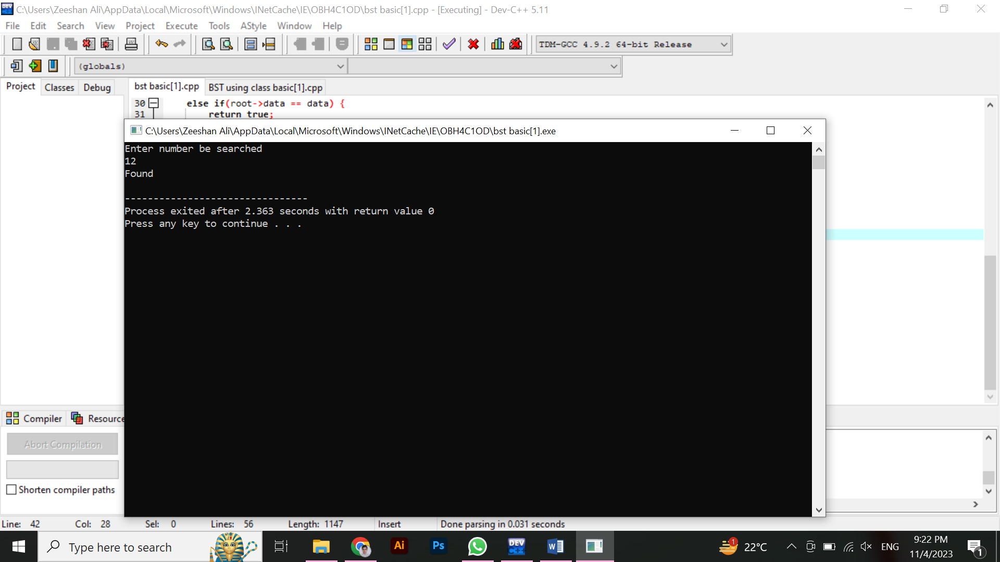 C:\Users\Zeeshan Ali\AppData\Local\Microsoft\Windows\INetCache\IE\OBH4C1OD\bst basic[1].cpp - [Executing] - Dev-C++ 5.11
File Edit Search View Project Execute Tools AStyle Window Help
TDM-GCC 4.9.2 64-bit Release
(globals)
Project Classes Debug
bst basic[1].cpp BST using class basic[1].cpp
30 else if(root->data == data) {
31 return true;
C:\Users\Zeeshan Ali\AppData\Local\Microsoft\Windows\INetCache\IE\OBH4C1OD\bst basic[1].exe
Enter number be searched
12
Found
--------------------------------
Process exited after 2.363 seconds with return value 0
Press any key to continue . . .
Compiler Resource
Abort Compilation
Shorten compiler paths
Line: 42 Col: 28 Sel: 0 Lines: 56 Length: 1147 Insert Done parsing in 0.031 seconds
Type here to search
Ai
Ps
DEV
C++
W
1
22°C
ENG
9:22 PM
11/4/2023
1